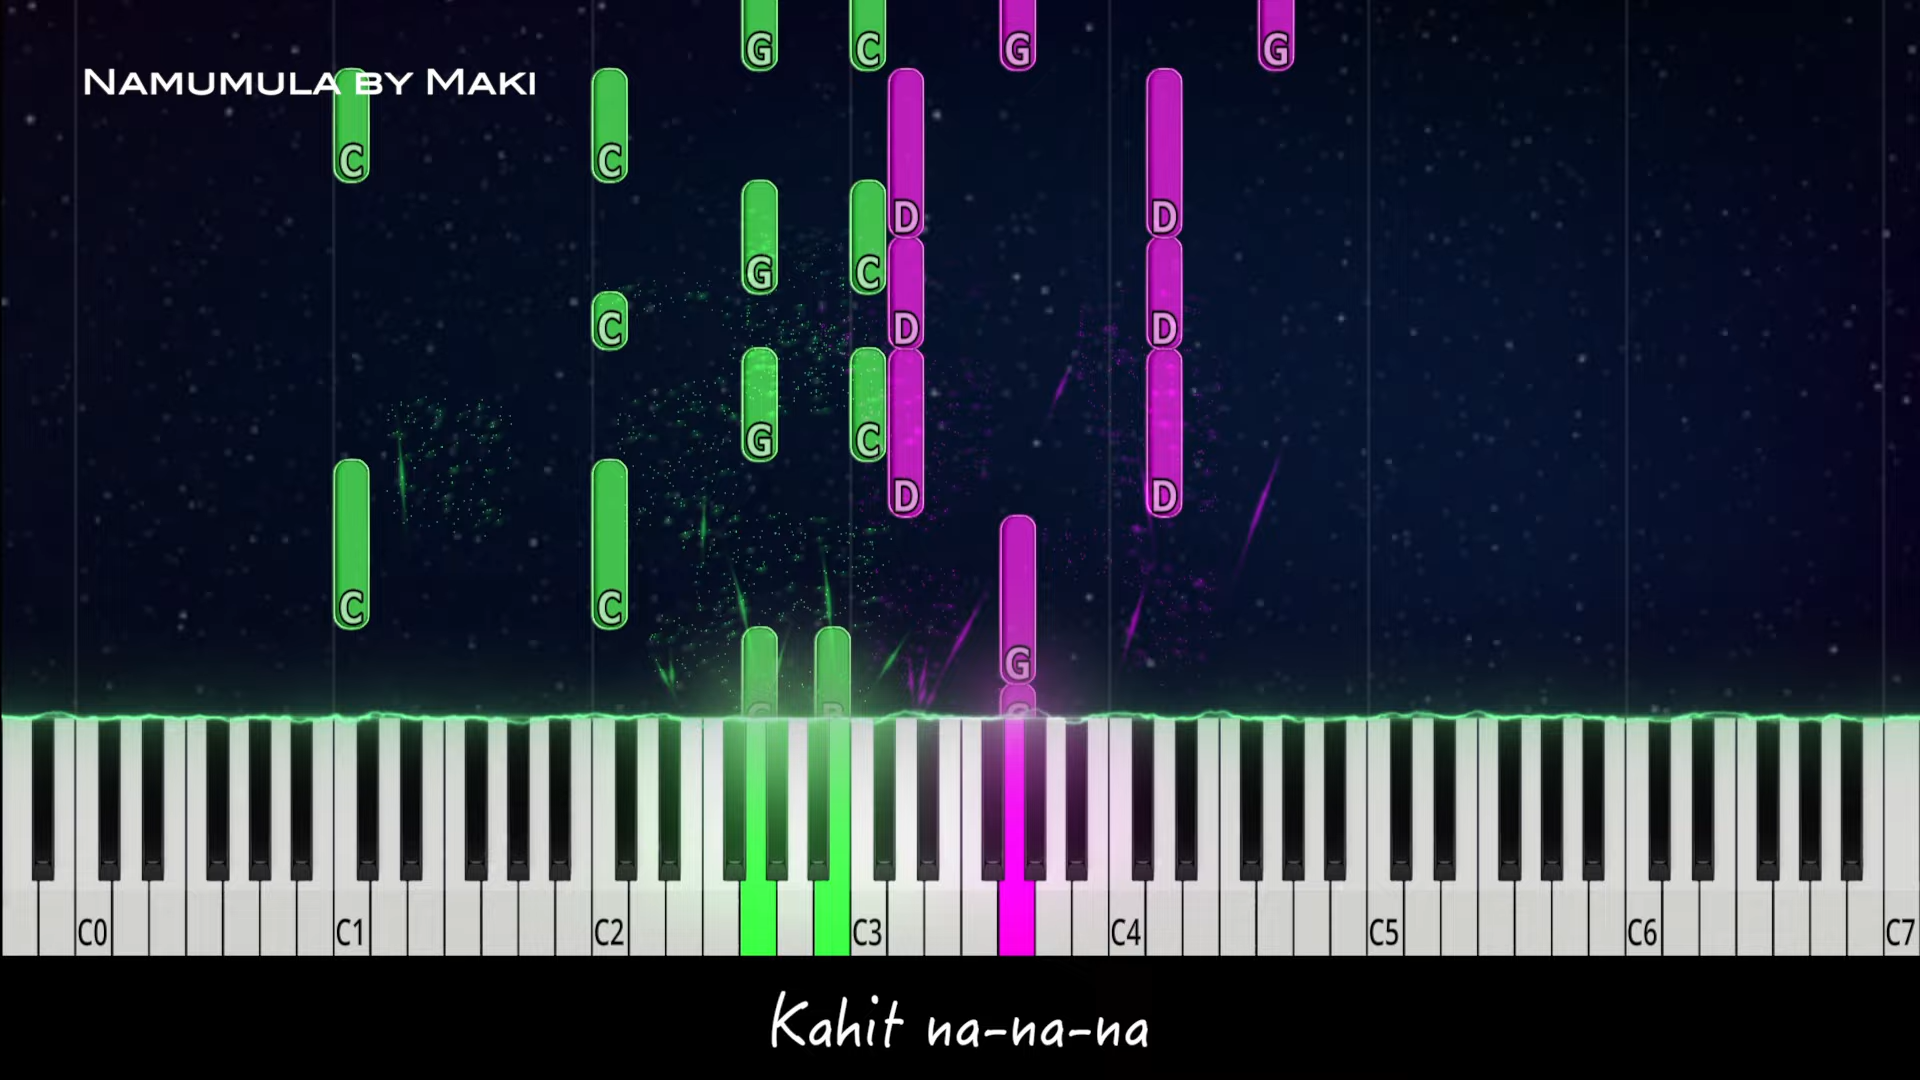 G C G G
NAMUMULA BY MAKI
C C
D D
G C
C D D
G C
D D
C C
G
G B G
C0 C1 C2 C3 C4 C5 C6 C7
Kahit na-na-na